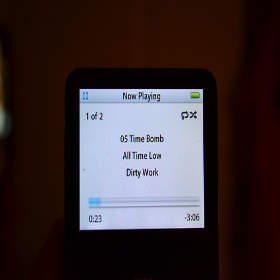 Now Playing
1 of 2
05 Time Bomb
All Time Low
Dirty Work
0:23 -3:06